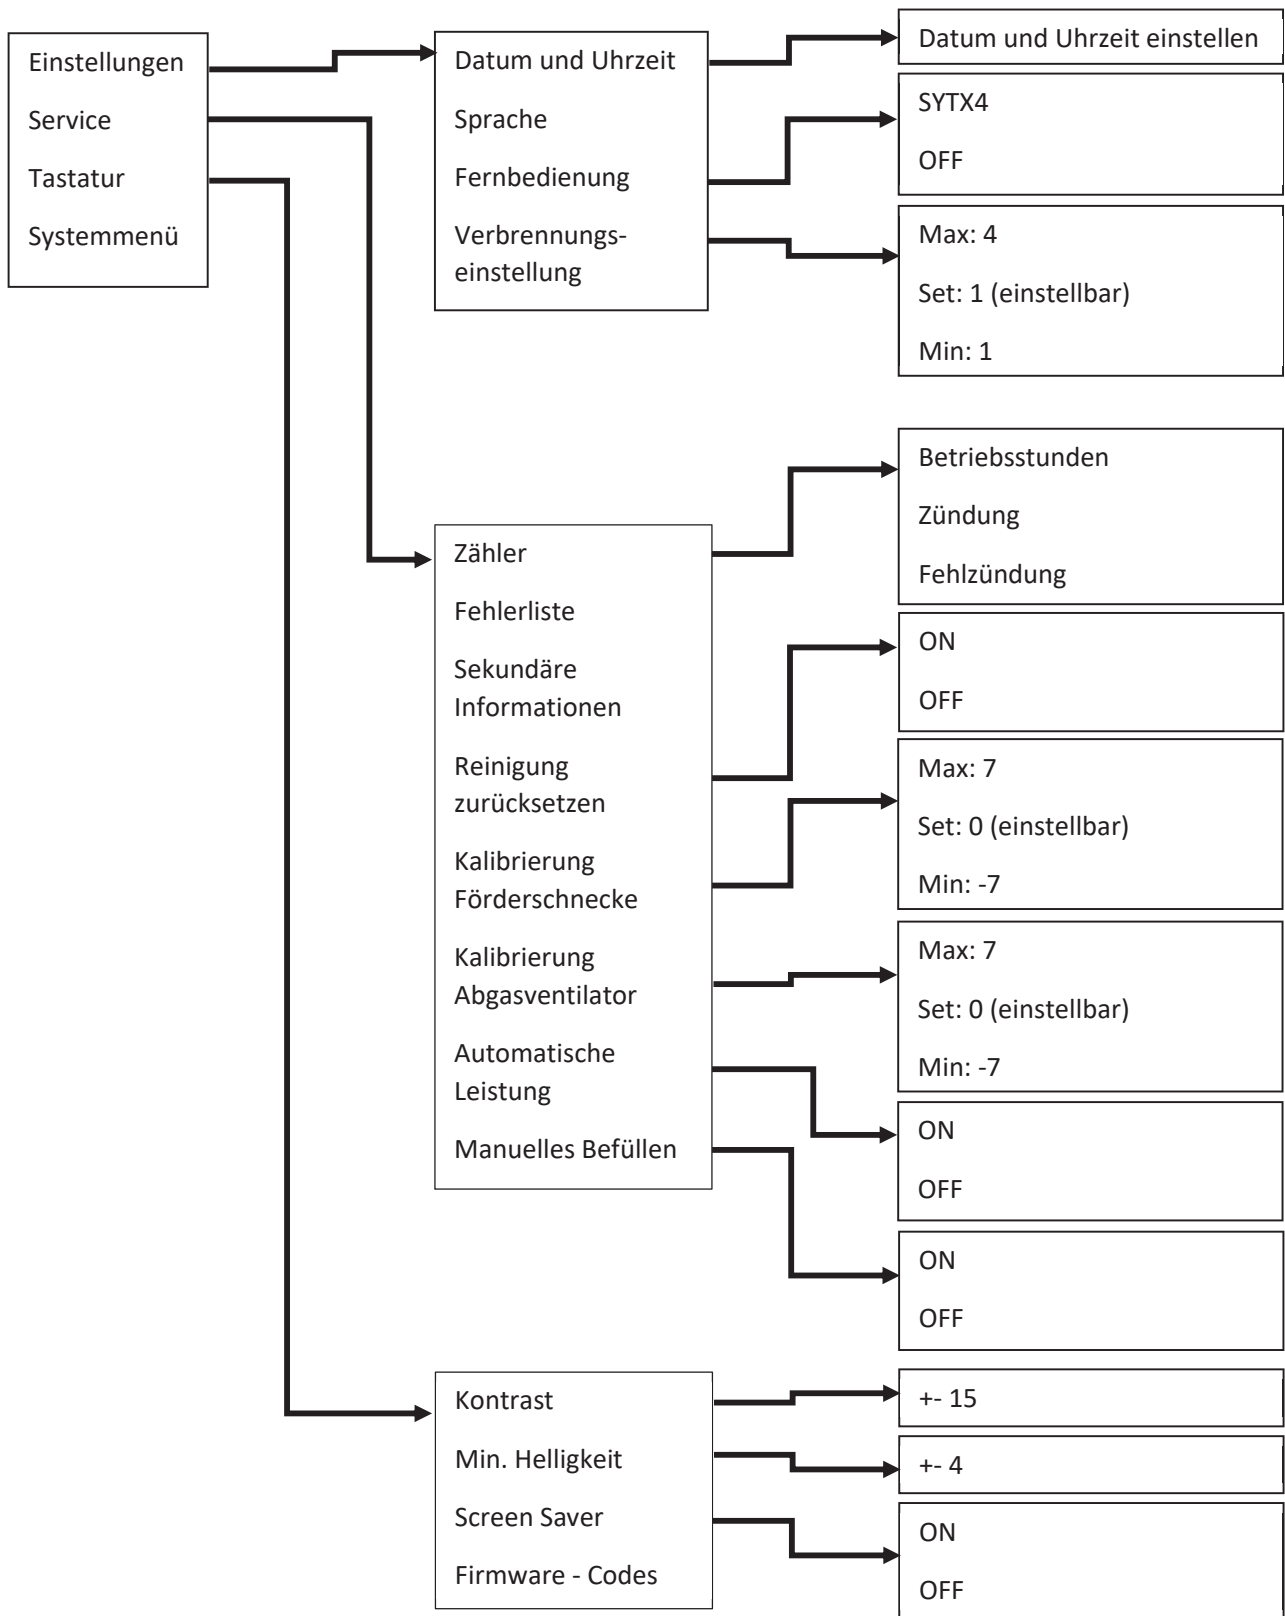 Einstellungen
Service
Tastatur
Systemmenü
Datum und Uhrzeit
Sprache
Fernbedienung
Verbrennungs-
einstellung
Datum und Uhrzeit einstellen
SYTX4
OFF
Max: 4
Set: 1 (einstellbar)
Min: 1
Zähler
Fehlerliste
Sekundäre
Informationen
Reinigung
zurücksetzen
Kalibrierung
Förderschnecke
Kalibrierung
Abgasventilator
Automatische
Leistung
Manuelles Befüllen
Betriebsstunden
Zündung
Fehlzündung
ON
OFF
Max: 7
Set: 0 (einstellbar)
Min: -7
Max: 7
Set: 0 (einstellbar)
Min: -7
ON
OFF
ON
OFF
Kontrast
Min. Helligkeit
Screen Saver
Firmware - Codes
+- 15
+- 4
ON
OFF